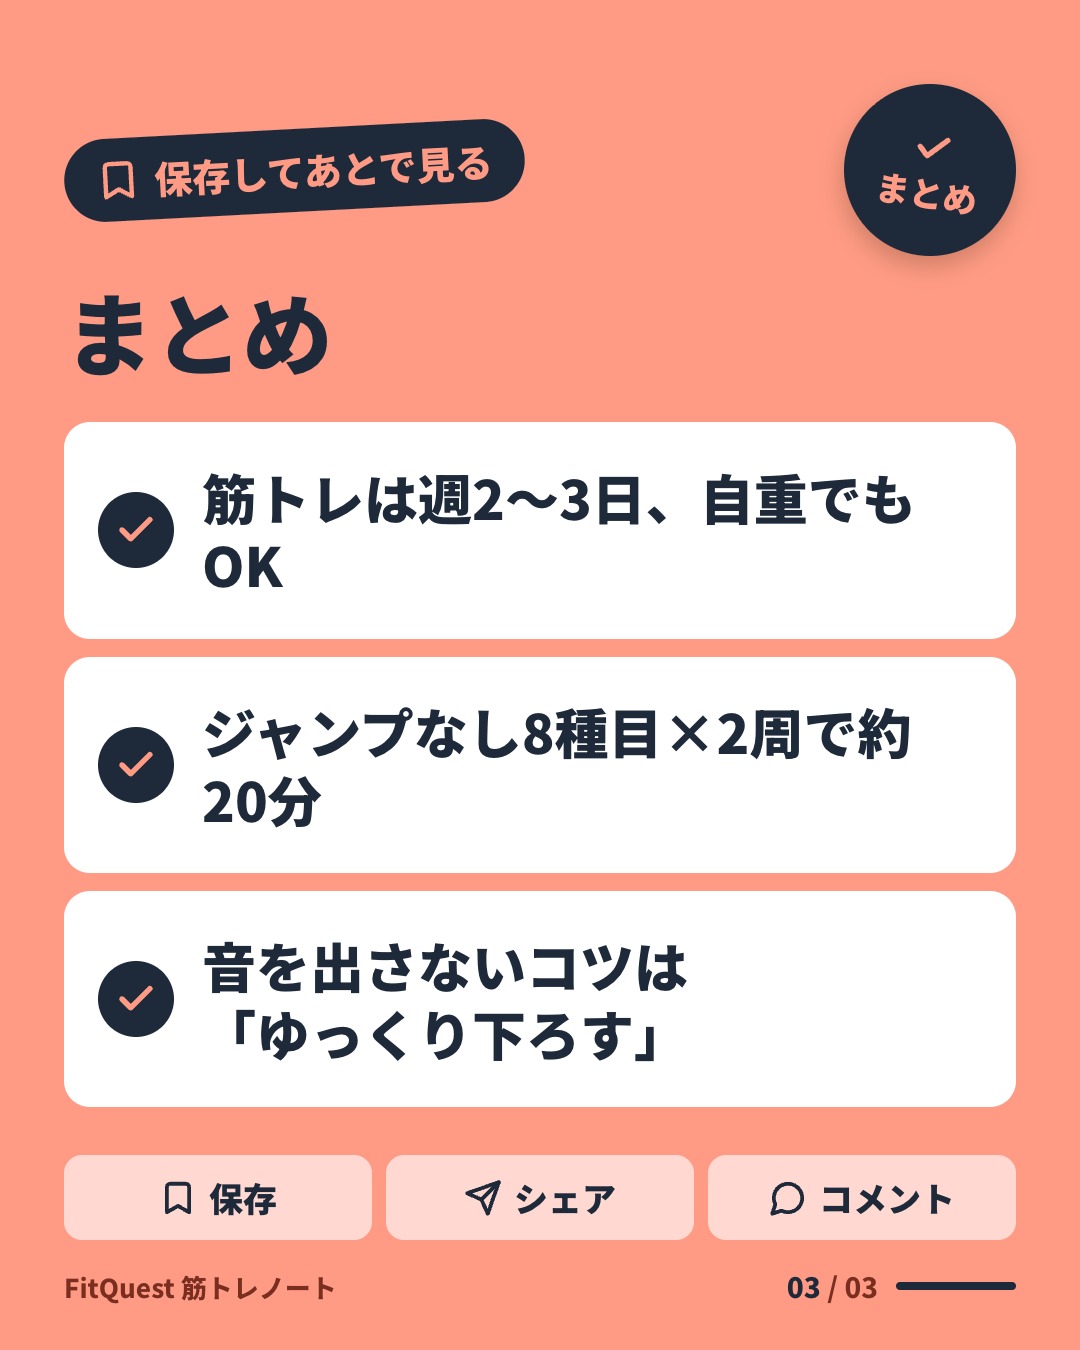 保存してあとで見る
まとめ
まとめ
筋トレは週2〜3日、自重でも
OK
ジャンプなし8種目×2周で約
20分
音を出さないコツは
「ゆっくり下ろす」
保存
シェア
コメント
FitQuest 筋トレノート
03 / 03